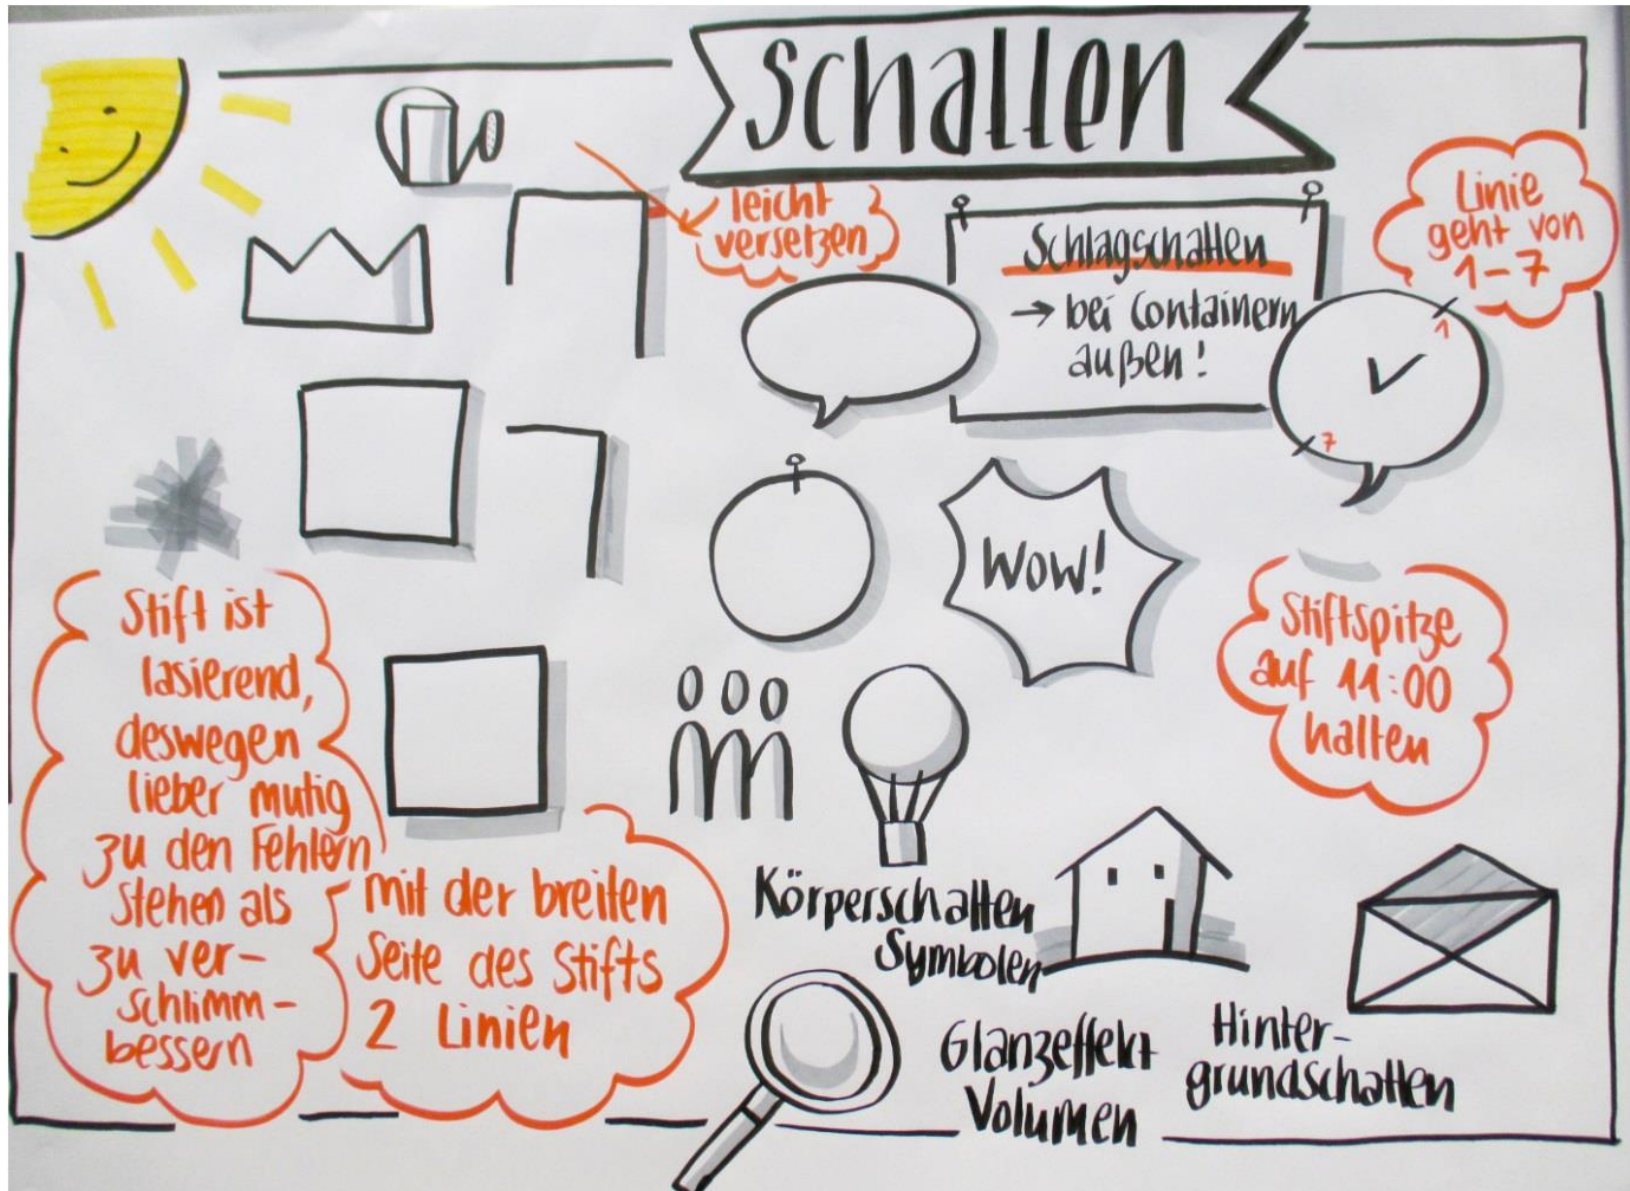 Schatten
leicht
versetzen
Schlagschatten
→ bei Containern
außen!
Linie
geht von
1-7
1
7
WOW!
Stiftspitze
auf 11:00
halten
Stift ist
lasierend,
deswegen
lieber mutig
zu den Fehlern
stehen als
zu ver-
schlimm-
bessern
mit der breiten
Seite des Stifts
2 Linien
Körperschatten
Symbolen
Glanzeffekt
Volumen
Hinter-
grundschatten